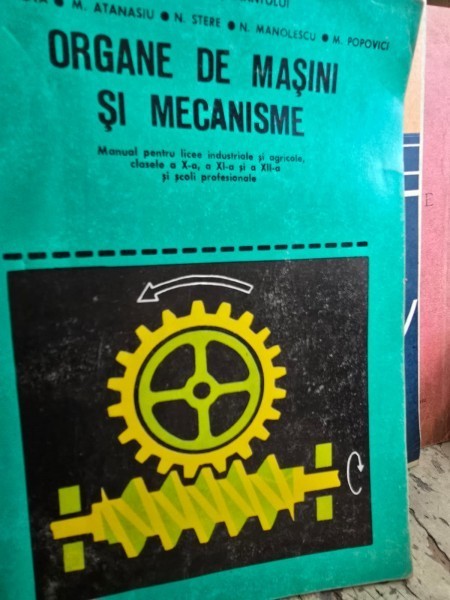 M. ATANASIU • N. STERE • N. MANOLESCU • M. POPOVICI
ORGANE DE MAȘINI
ȘI MECANISME
Manual pentru licee industriale și agricole,
clasele a X-a, a XI-a și a XII-a
și școli profesionale